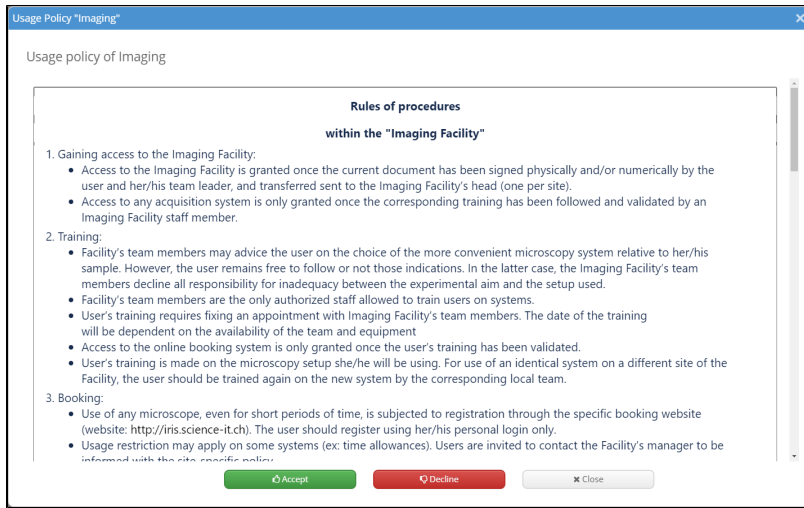 Usage Policy "Imaging"
Usage policy of Imaging
Rules of procedures
within the "Imaging Facility"
1. Gaining access to the Imaging Facility:
• Access to the Imaging Facility is granted once the current document has been signed physically and/or numerically by the
user and her/his team leader, and transferred sent to the Imaging Facility's head (one per site).
• Access to any acquisition system is only granted once the corresponding training has been followed and validated by an
Imaging Facility staff member.
2. Training:
• Facility's team members may advice the user on the choice of the more convenient microscopy system relative to her/his
sample. However, the user remains free to follow or not those indications. In the latter case, the Imaging Facility's team
members decline all responsibility for inadequacy between the experimental aim and the setup used.
• Facility's team members are the only authorized staff allowed to train users on systems.
• User's training requires fixing an appointment with Imaging Facility's team members. The date of the training
will be dependent on the availability of the team and equipment
• Access to the online booking system is only granted once the user's training has been validated.
• User's training is made on the microscopy setup she/he will be using. For use of an identical system on a different site of the
Facility, the user should be trained again on the new system by the corresponding local team.
3. Booking:
• Use of any microscope, even for short periods of time, is subjected to registration through the specific booking website
(website: http://iris.science-it.ch). The user should register using her/his personal login only.
• Usage restriction may apply on some systems (ex: time allowances). Users are invited to contact the Facility's manager to be
informed with the site-specific policy
Accept
Decline
Close